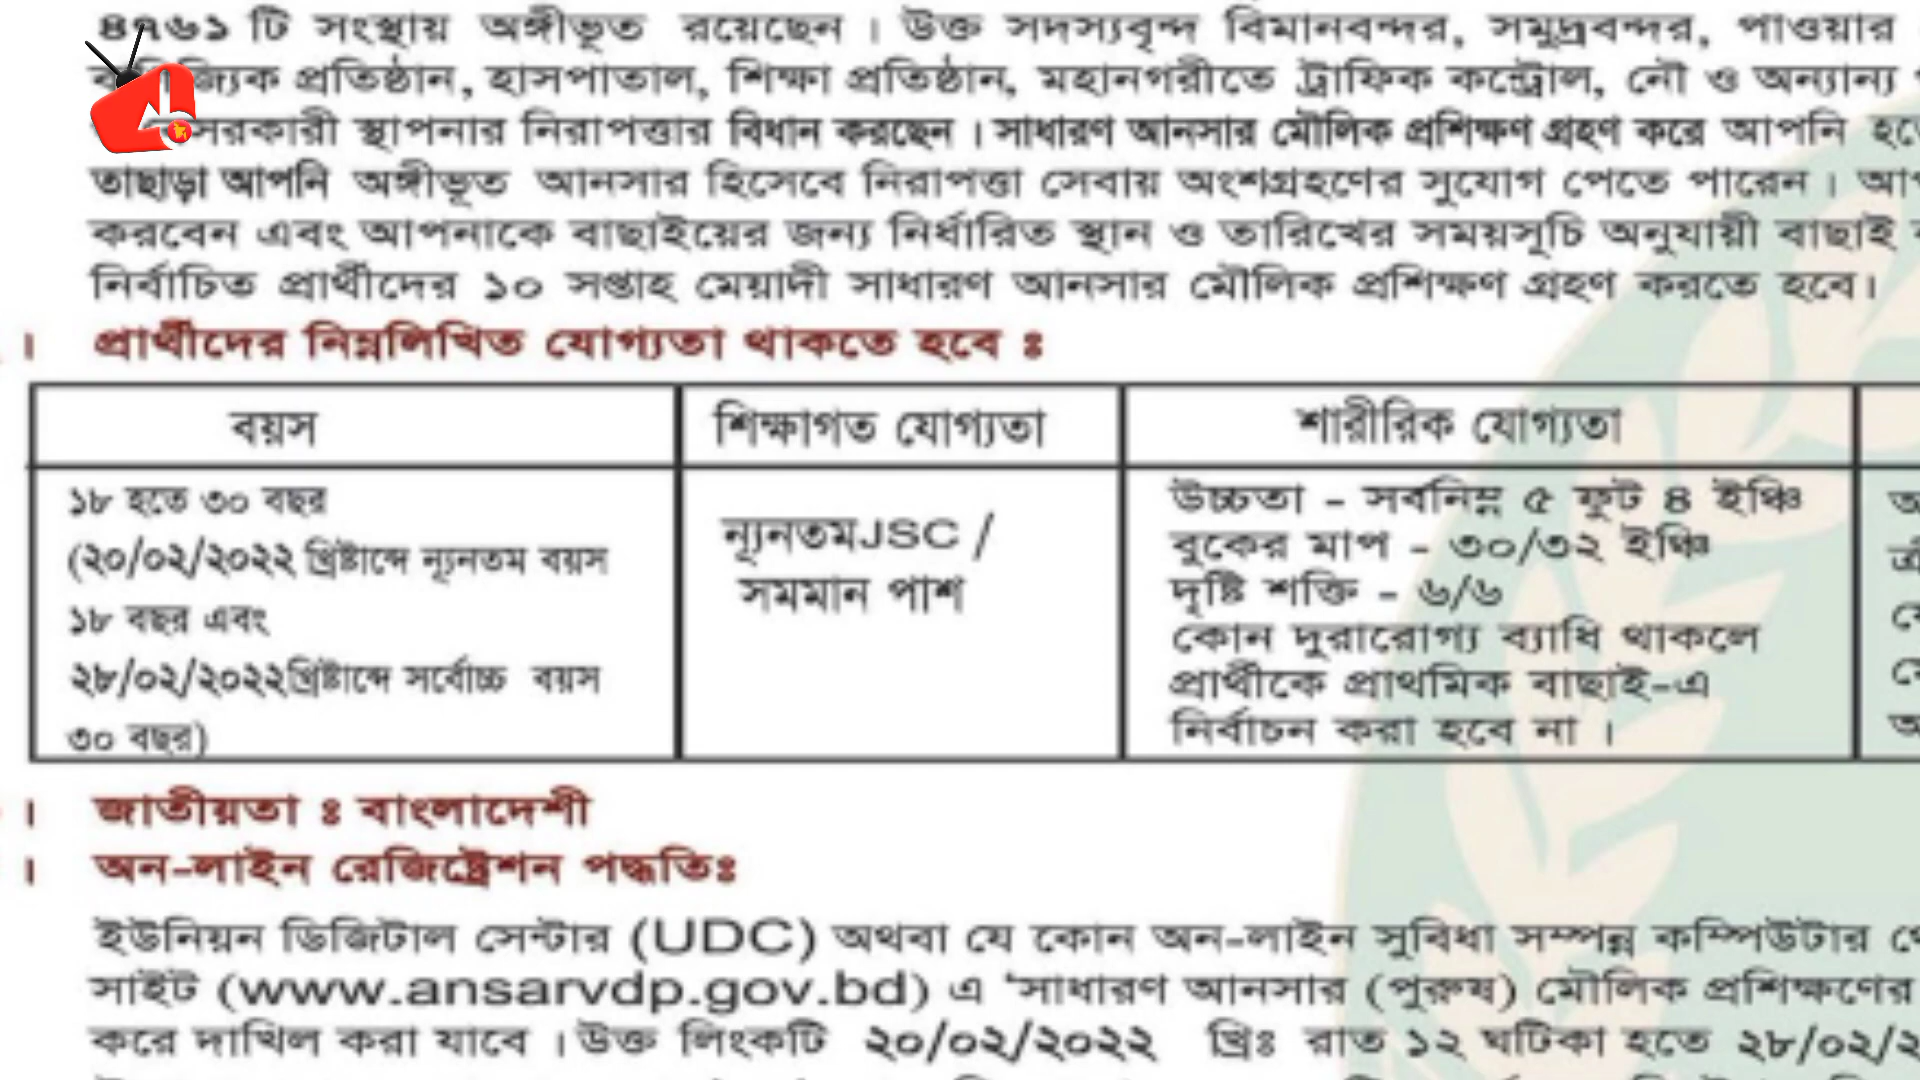 ৪৭৬১ টি সংস্থায় অঙ্গীভূত রয়েছেন । উক্ত সদস্যবৃন্দ বিমানবন্দর, সমুদ্রবন্দর, পাওয়ার
প্রতিষ্ঠান, হাসপাতাল, শিক্ষা প্রতিষ্ঠান, মহানগরীতে ট্রাফিক কন্ট্রোল, নৌ ও অন্যান্য
সরকারী স্থাপনার নিরাপত্তার বিধান করছেন । সাধারণ আনসার মৌলিক প্রশিক্ষণ গ্রহণ করে আপনি
তাছাড়া আপনি অঙ্গীভূত আনসার হিসেবে নিরাপত্তা সেবায় অংশগ্রহণের সুযোগ পেতে পারেন ।
করবেন এবং আপনাকে বাছাইয়ের জন্য নির্ধারিত স্থান ও তারিখের সময়সূচি অনুযায়ী বাছাই
নির্বাচিত প্রার্থীদের ১০ সপ্তাহ মেয়াদী সাধারণ আনসার মৌলিক প্রশিক্ষণ গ্রহণ করতে হবে।
। প্রার্থীদের নিম্নলিখিত যোগ্যতা থাকতে হবে ঃ
বয়স
শিক্ষাগত যোগ্যতা
শারীরিক যোগ্যতা
১৮ হতে ৩০ বছর
(২০/০২/২০২২ খ্রিষ্টাব্দে ন্যূনতম বয়স
১৮ বছর এবং
২৮/০২/২০২২খ্রিষ্টাব্দে সর্বোচ্চ বয়স
৩০ বছর)
ন্যূনতমJSC /
সমমান পাশ
উচ্চতা - সর্বনিম্ন ৫ ফুট ৪ ইঞ্চি
বুকের মাপ - ৩০/৩২ ইঞ্চি
দৃষ্টি শক্তি - ৬/৬
কোন দুরারোগ্য ব্যাধি থাকলে
প্রার্থীকে প্রাথমিক বাছাই-এ
নির্বাচন করা হবে না ।
। জাতীয়তা ঃ বাংলাদেশী
। অন-লাইন রেজিষ্ট্রেশন পদ্ধতিঃ
ইউনিয়ন ডিজিটাল সেন্টার (UDC) অথবা যে কোন অন-লাইন সুবিধা সম্পন্ন কম্পিউটার
সাইট (www.ansarvdp.gov.bd) এ ‘সাধারণ আনসার (পুরুষ) মৌলিক প্রশিক্ষণের
করে দাখিল করা যাবে । উক্ত লিংকটি ২০/০২/২০২২ খ্রিঃ রাত ১২ ঘটিকা হতে ২৮/০২/২